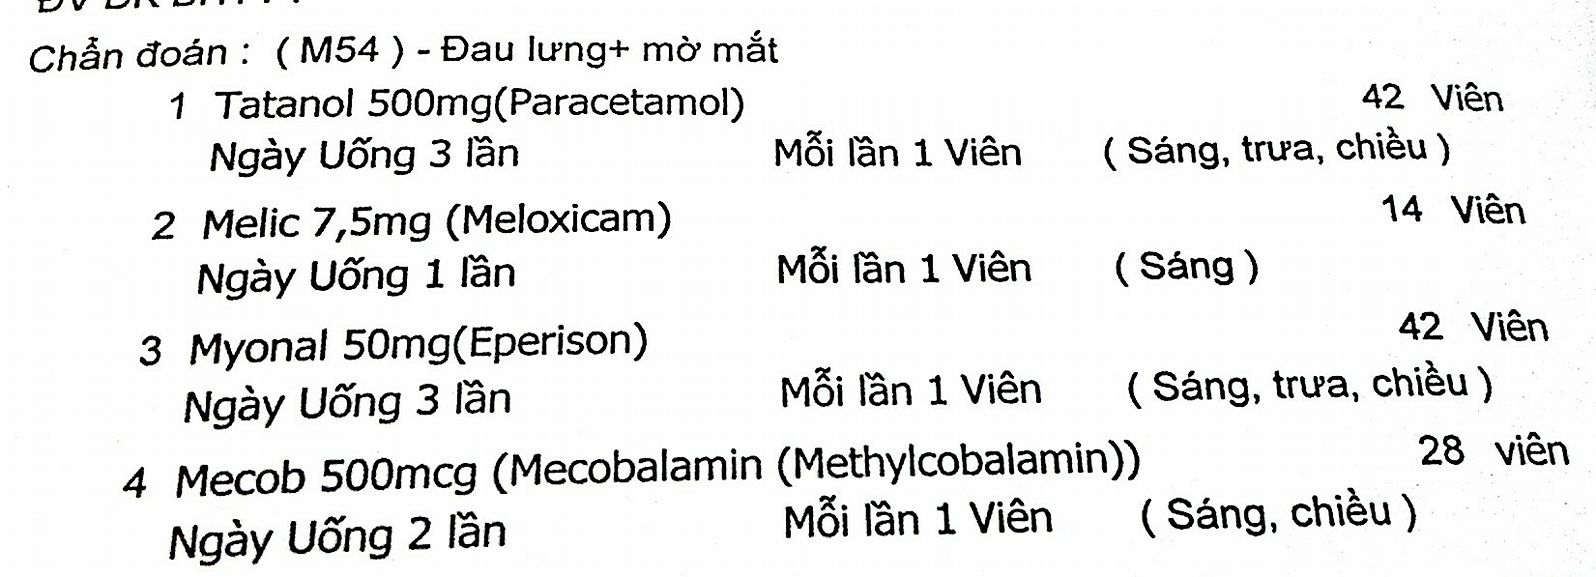 Chẩn đoán : ( M54 ) - Đau lưng+ mờ mắt
1 Tatanol 500mg(Paracetamol) 42 Viên
Ngày Uống 3 lần Mỗi lần 1 Viên ( Sáng, trưa, chiều )
2 Melic 7,5mg (Meloxicam) 14 Viên
Ngày Uống 1 lần Mỗi lần 1 Viên ( Sáng )
3 Myonal 50mg(Eperison) 42 Viên
Ngày Uống 3 lần Mỗi lần 1 Viên ( Sáng, trưa, chiều )
4 Mecob 500mcg (Mecobalamin (Methylcobalamin)) 28 viên
Ngày Uống 2 lần Mỗi lần 1 Viên ( Sáng, chiều )